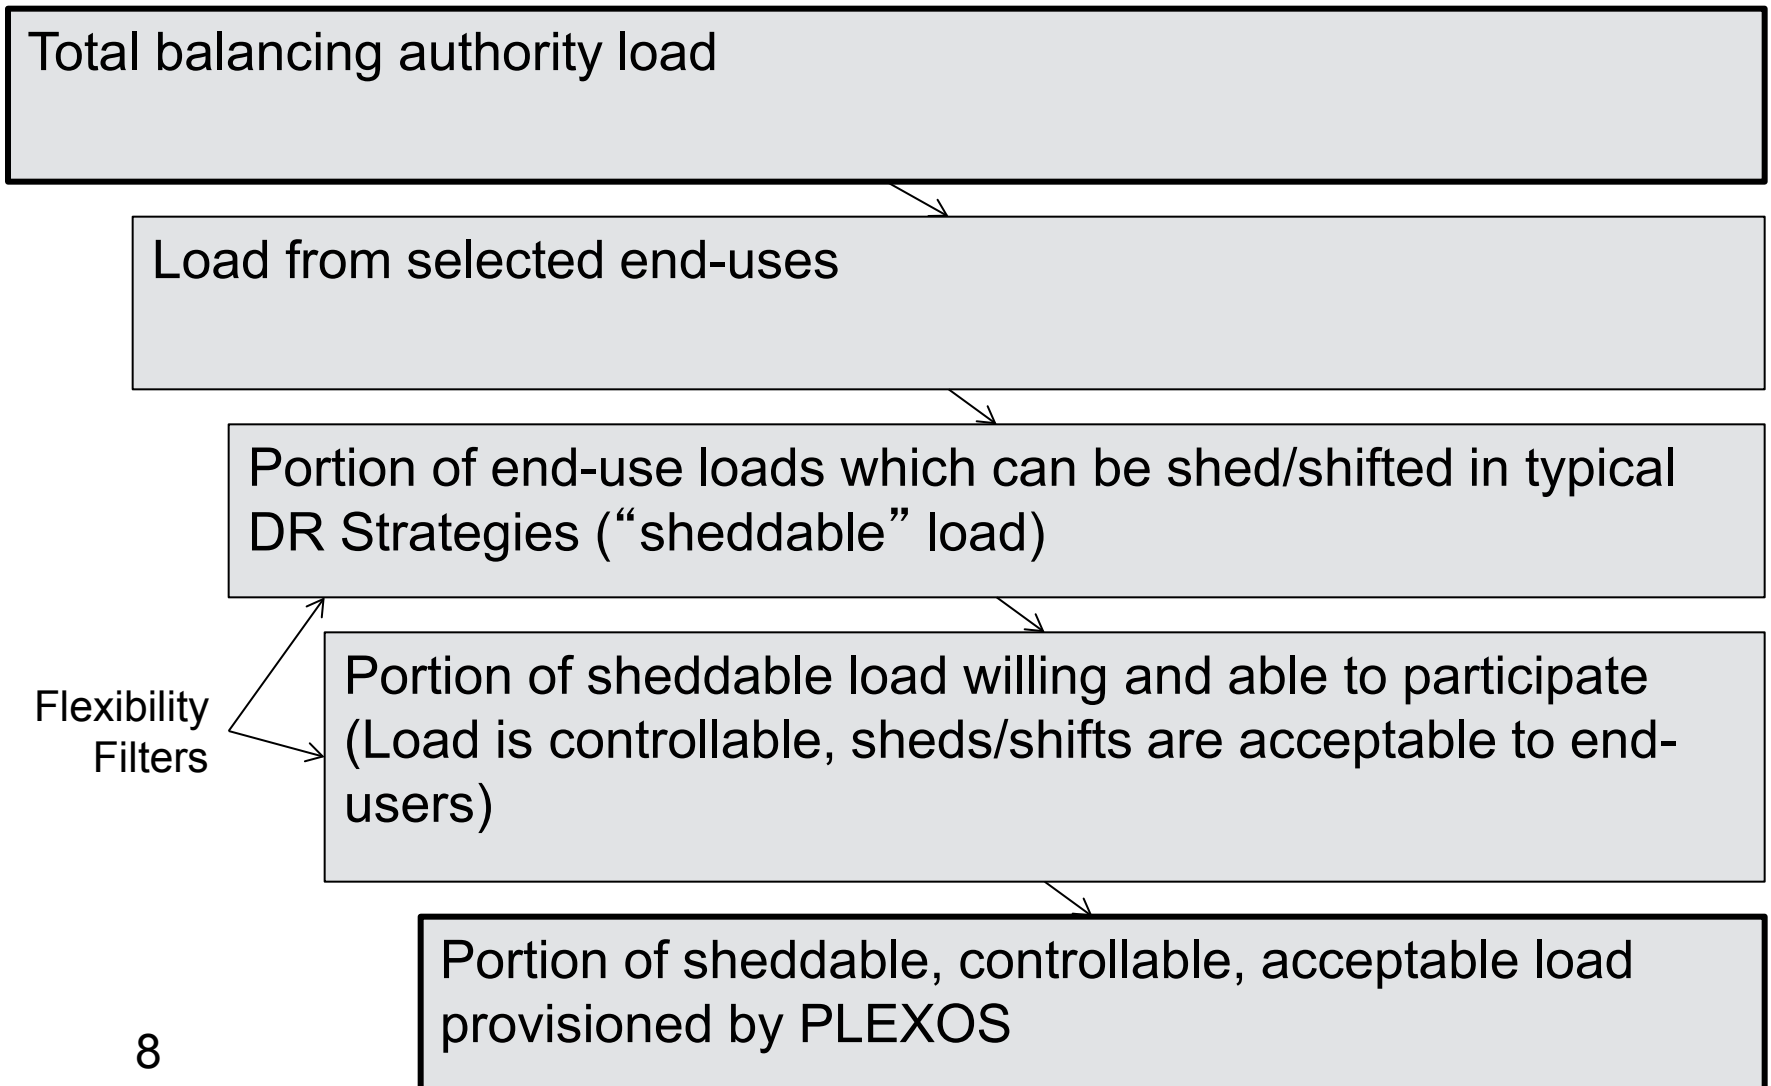 Total balancing authority load
Load from selected end-uses
Portion of end-use loads which can be shed/shifted in typical
DR Strategies (“sheddable” load)
Flexibility
Filters
Portion of sheddable load willing and able to participate
(Load is controllable, sheds/shifts are acceptable to end-
users)
Portion of sheddable, controllable, acceptable load
provisioned by PLEXOS
8